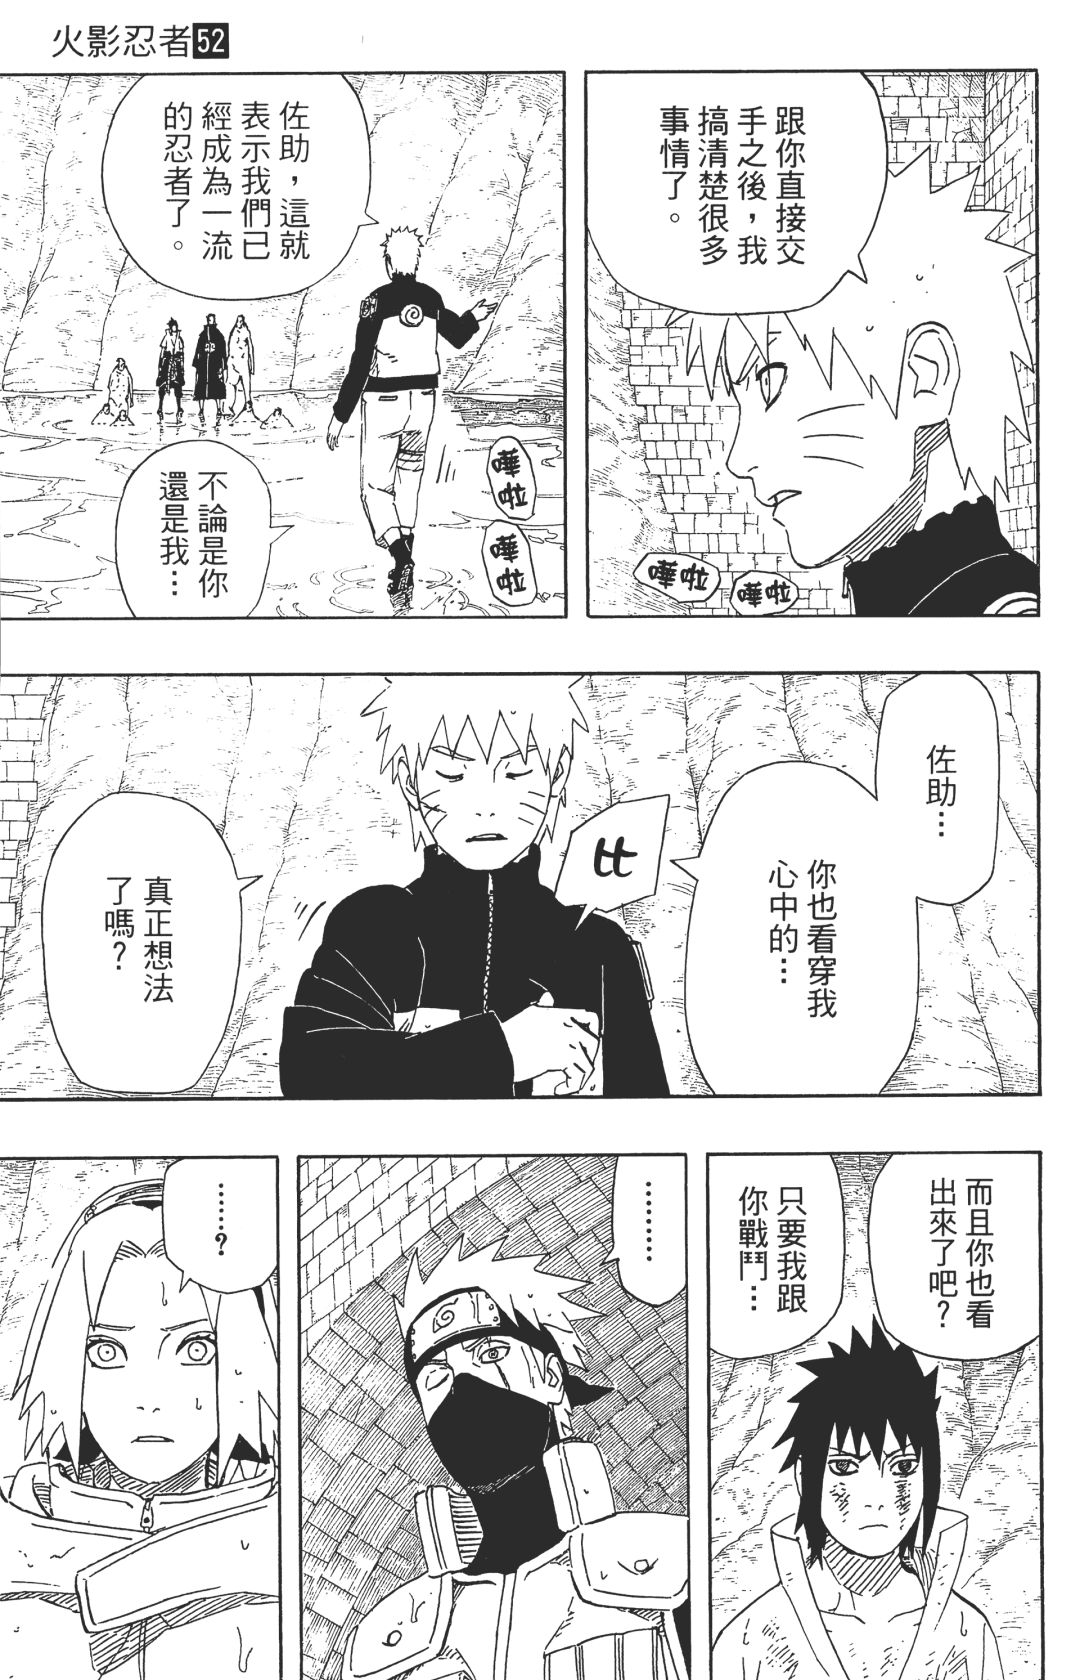 火影忍者52
跟你直接交
手之後，我
搞清楚很多
事情了。
嘩啦
嘩啦
佐助，這就
表示我們已
經成為一流
的忍者了。
不論是你
還是我…
嘩啦
嘩啦
佐助…
你也看穿我
心中的…
ㄊ
真正想法
了嗎？
而且你也看
出來了吧？
只要我跟
你戰鬥…
………
……？